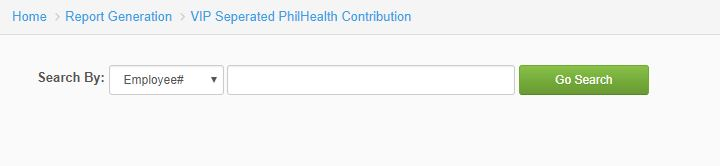 Home > Report Generation > VIP Seperated PhilHealth Contribution
Search By: Employee# Go Search